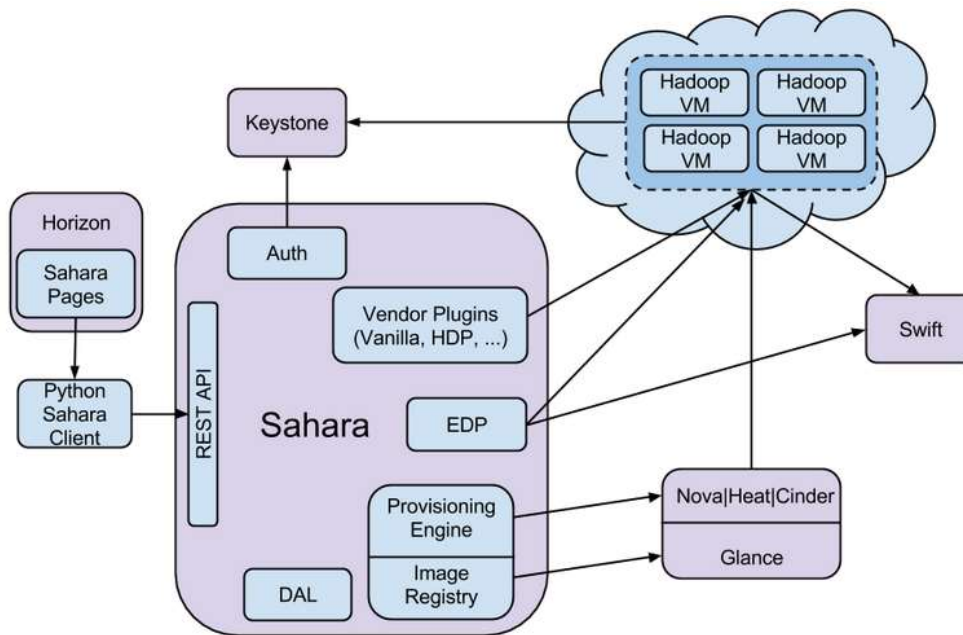 Hadoop
VM
Hadoop
VM
Hadoop
VM
Hadoop
VM
Keystone
Horizon
Sahara
Pages
Python
Sahara
Client
REST API
Auth
Vendor Plugins
(Vanilla, HDP, ...)
Sahara
EDP
Provisioning
Engine
Image
Registry
DAL
Swift
Nova|Heat|Cinder
Glance